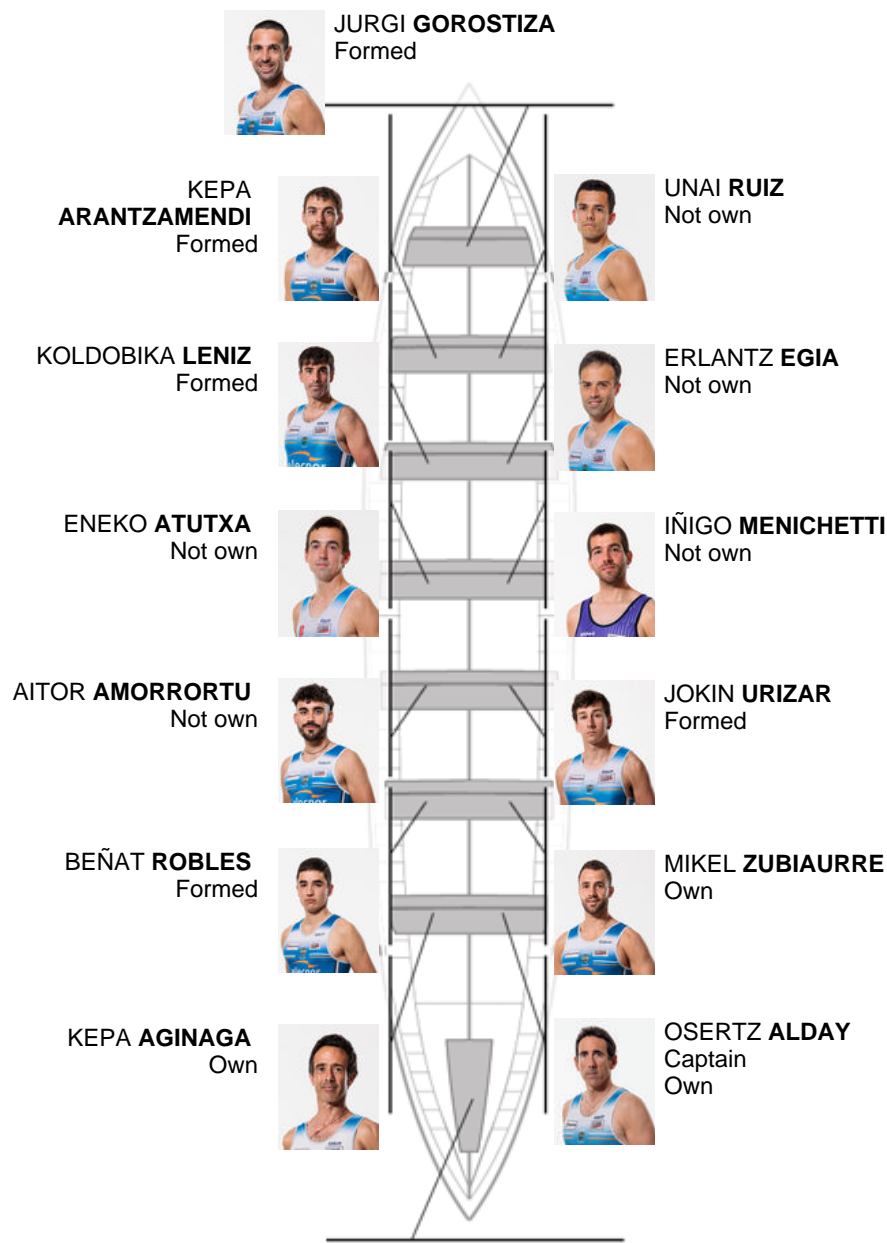 JURGI GOROSTIZA
Formed
KEPA
ARANTZAMENDI
Formed
UNAI RUIZ
Not own
KOLDOBIKA LENIZ
Formed
ERLANTZ EGIA
Not own
ENEKO ATUTXA
Not own
IÑIGO MENICHETTI
Not own
AITOR AMORRORTU
Not own
JOKIN URIZAR
Formed
BEÑAT ROBLES
Formed
MIKEL ZUBIAURRE
Own
KEPA AGINAGA
Own
OSERTZ ALDAY
Captain
Own